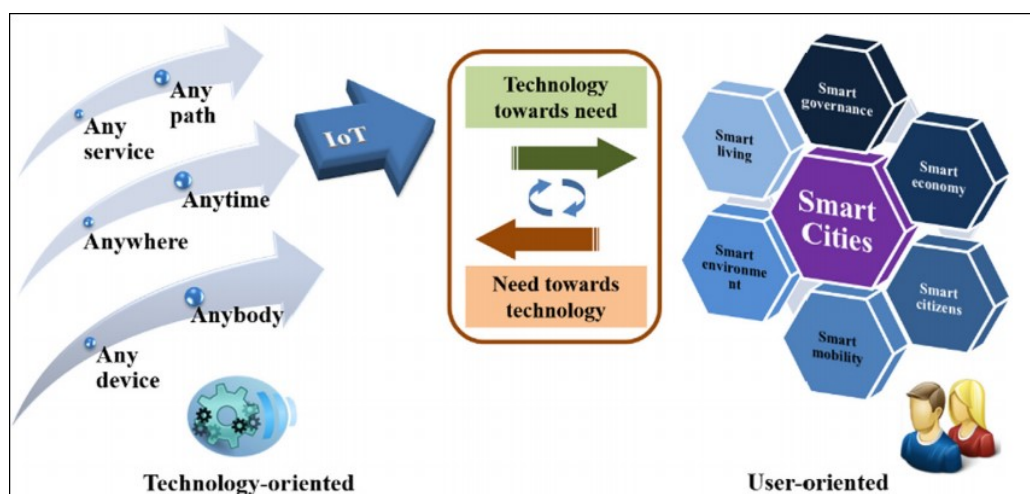 Any
path
Any
service
Anytime
Anywhere
Anybody
Any
device
Technology-oriented
IoT
Technology
towards need
Need towards
technology
Smart
governance
Smart
living
Smart
economy
Smart
Cities
Smart
environme
nt
Smart
citizens
Smart
mobility
User-oriented